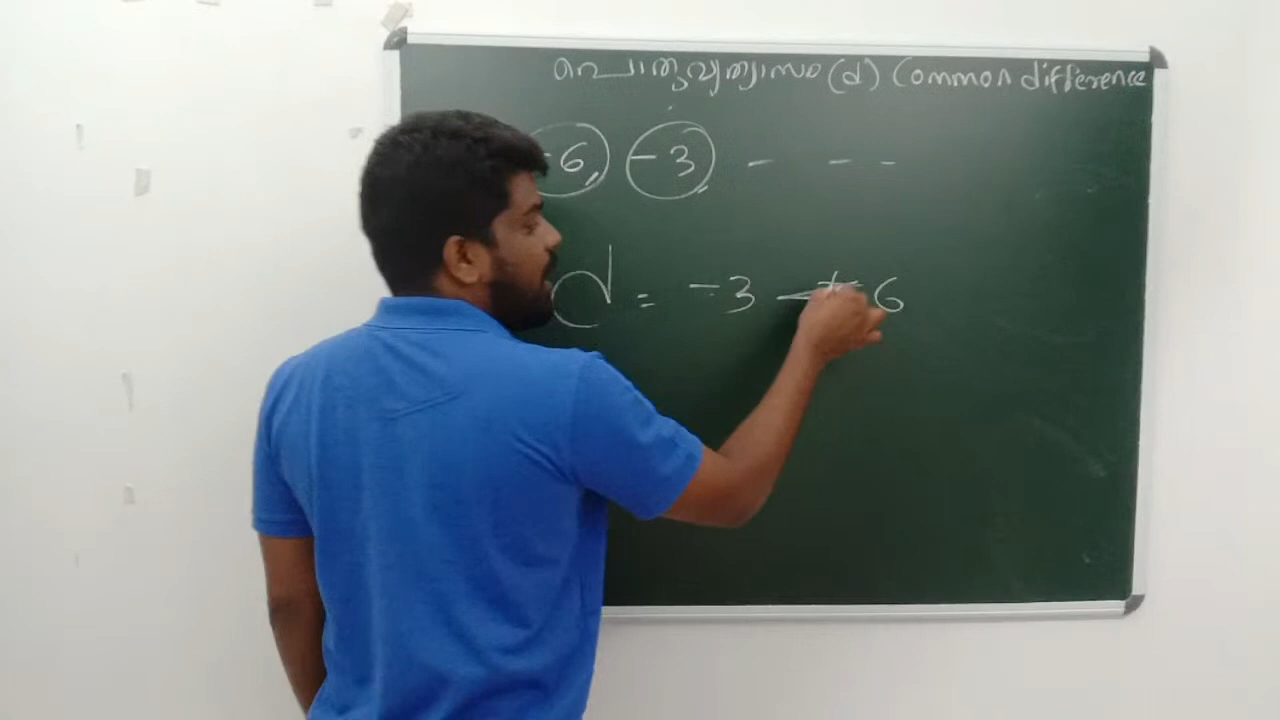 പൊതുവ്യത്യാസം (d) Common difference
-6, -3, - - -
d = -3 - - 6